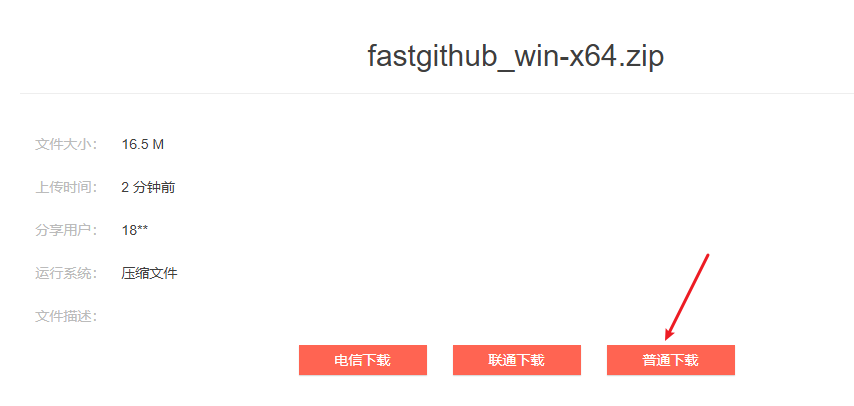 fastgithub_win-x64.zip
文件大小： 16.5 M
上传时间： 2 分钟前
分享用户： 18**
运行系统： 压缩文件
文件描述：
电信下载 联通下载 普通下载